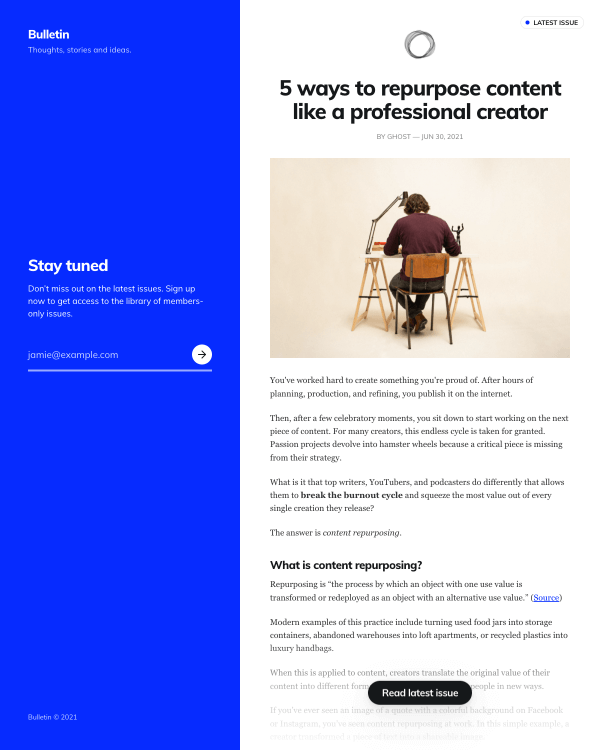 Bulletin
Thoughts, stories and ideas.
Stay tuned
Don't miss out on the latest issues. Sign up
now to get access to the library of members-
only issues.
jamie@example.com
Bulletin © 2021
LATEST ISSUE
5 ways to repurpose content
like a professional creator
BY GHOST — JUN 30, 2021
You've worked hard to create something you're proud of. After hours of
planning, production, and refining, you publish it on the internet.
Then, after a few celebratory moments, you sit down to start working on the next
piece of content. For many creators, this endless cycle is taken for granted.
Passion projects devolve into hamster wheels because a critical piece is missing
from their strategy.
What is it that top writers, YouTubers, and podcasters do differently that allows
them to break the burnout cycle and squeeze the most value out of every
single creation they release?
The answer is content repurposing.
What is content repurposing?
Repurposing is “the process by which an object with one use value is
transformed or redeployed as an object with an alternative use value.” (Source)
Modern examples of this practice include turning used food jars into storage
containers, abandoned warehouses into loft apartments, or recycled plastics into
luxury handbags.
When this is applied to content, creators translate the original value of their
content into different people in new ways.
Read latest issue
If you've ever seen an image of a quote with a colorful background on Facebook
or Instagram, you've seen content repurposing at work. In this simple example, a